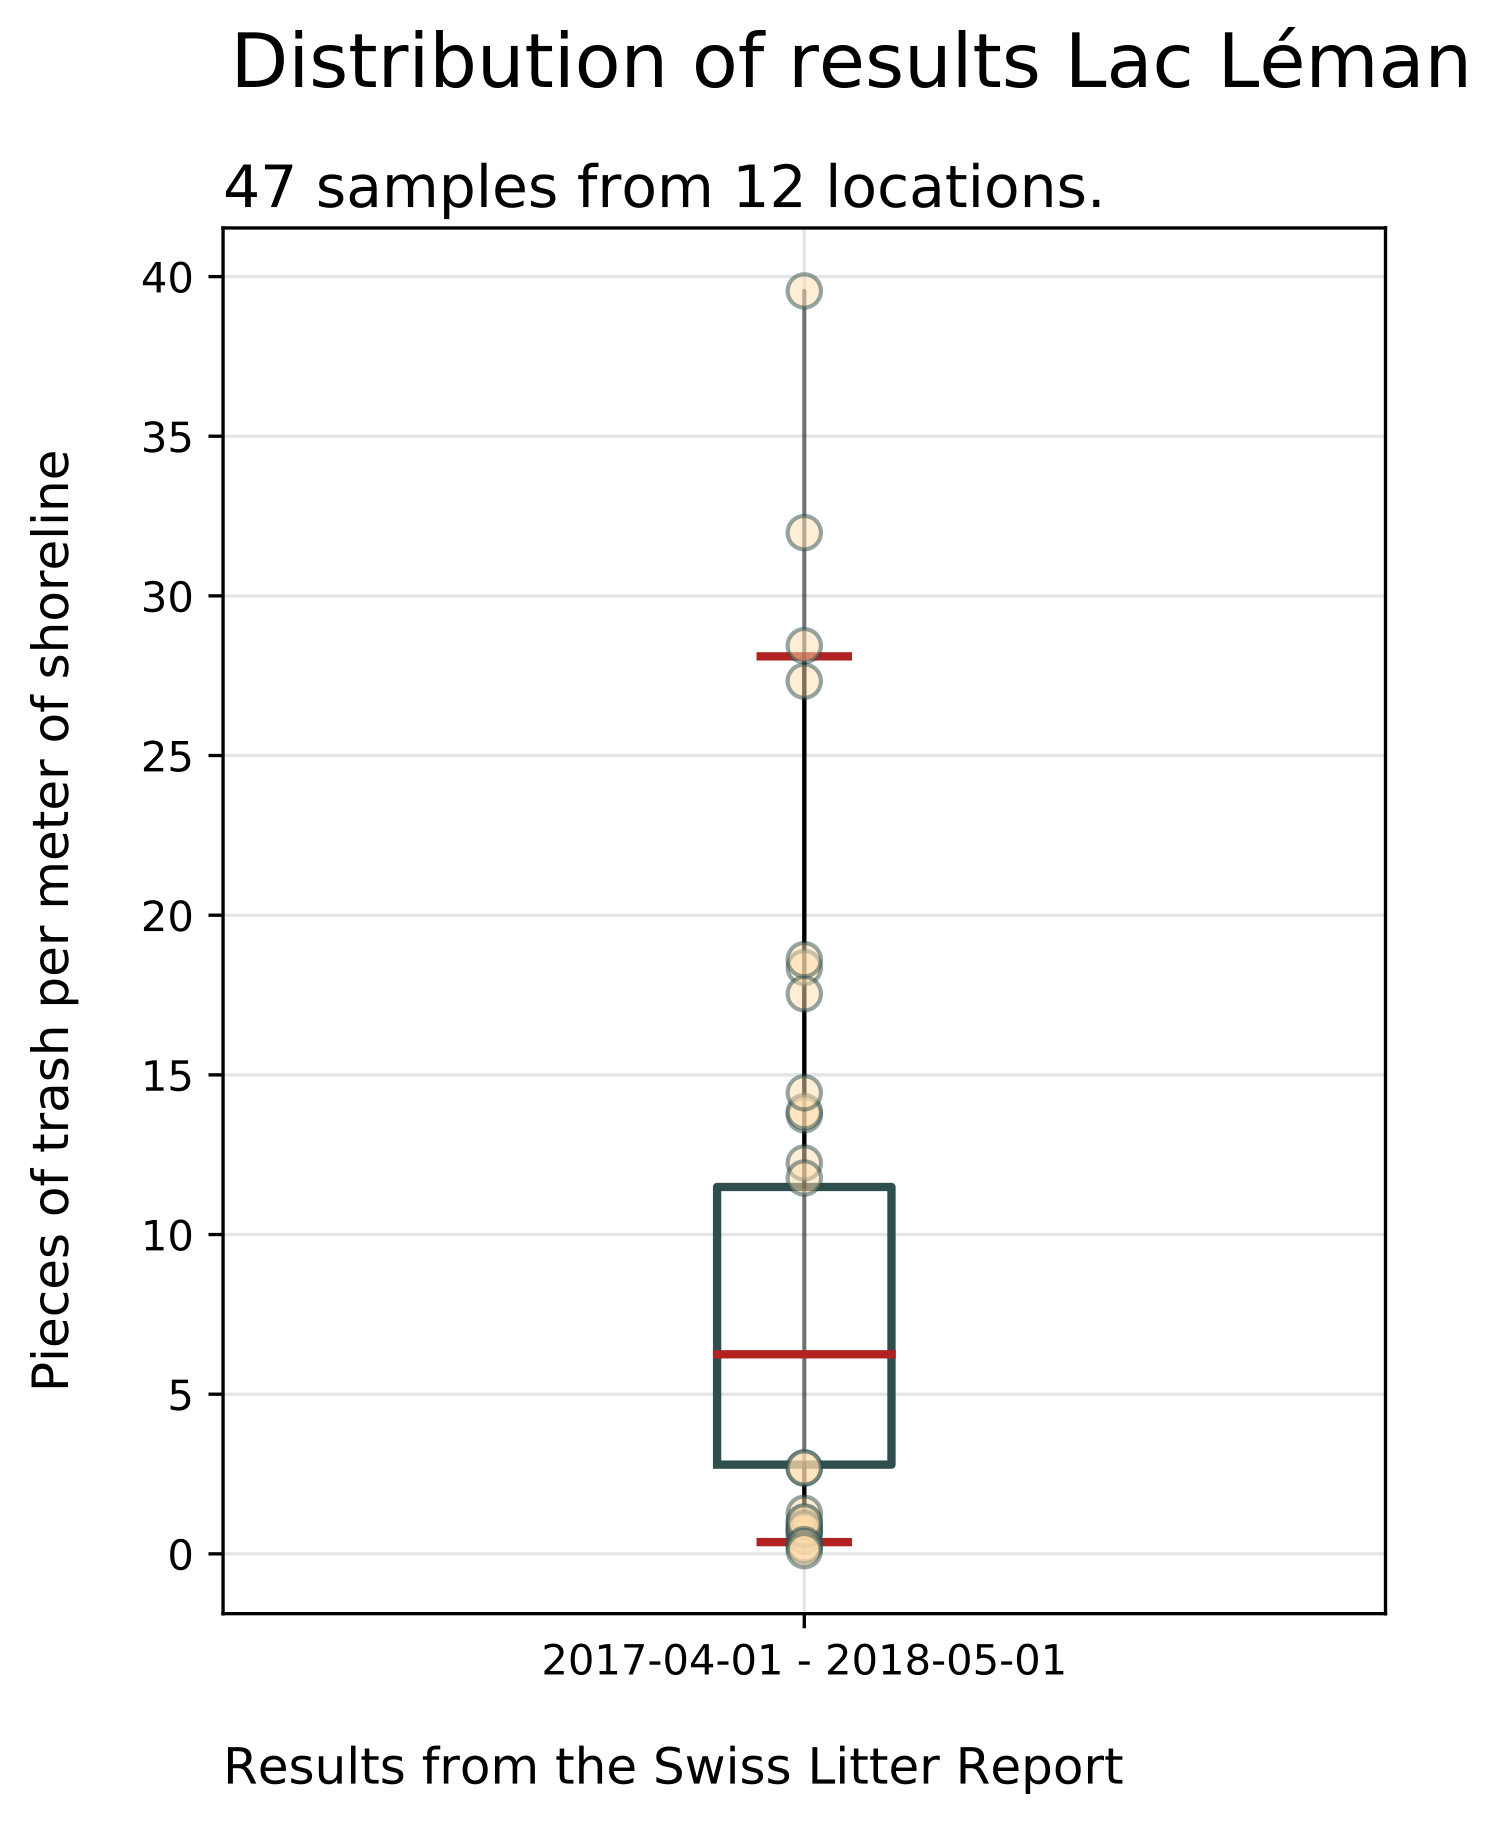 Distribution of results Lac Léman
47 samples from 12 locations.
Pieces of trash per meter of shoreline
40
35
30
25
20
15
10
5
0
2017-04-01 - 2018-05-01
Results from the Swiss Litter Report